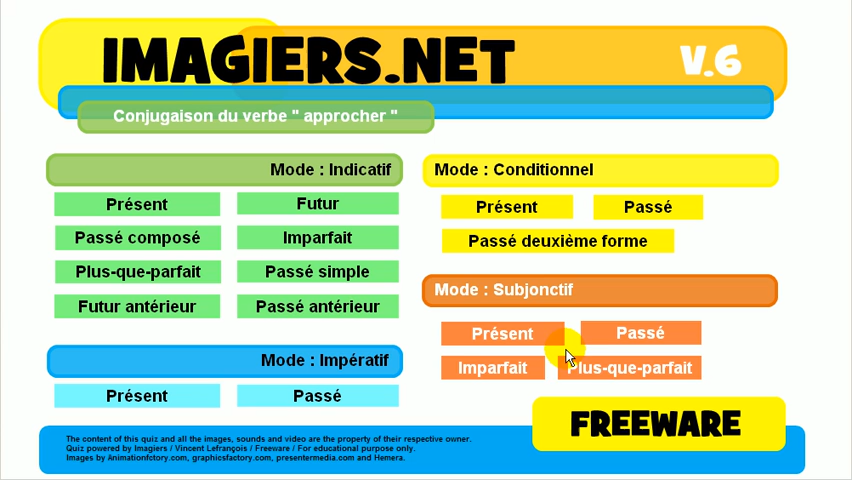 IMAGIERS.NET
V.6
Conjugaison du verbe " approcher "
Mode : Indicatif
Présent
Futur
Passé composé
Imparfait
Plus-que-parfait
Passé simple
Futur antérieur
Passé antérieur
Mode : Impératif
Présent
Passé
Mode : Conditionnel
Présent
Passé
Passé deuxième forme
Mode : Subjonctif
Présent
Passé
Imparfait
Plus-que-parfait
FREEWARE
The content of this quiz and all the images, sounds and video are the property of their respective owner.
Quiz powered by Imagiers / Vincent Lefrançois / Freeware / For educational purpose only.
Images by Animationfctory.com, graphicsfactory.com, presentermedia.com and Hemera.